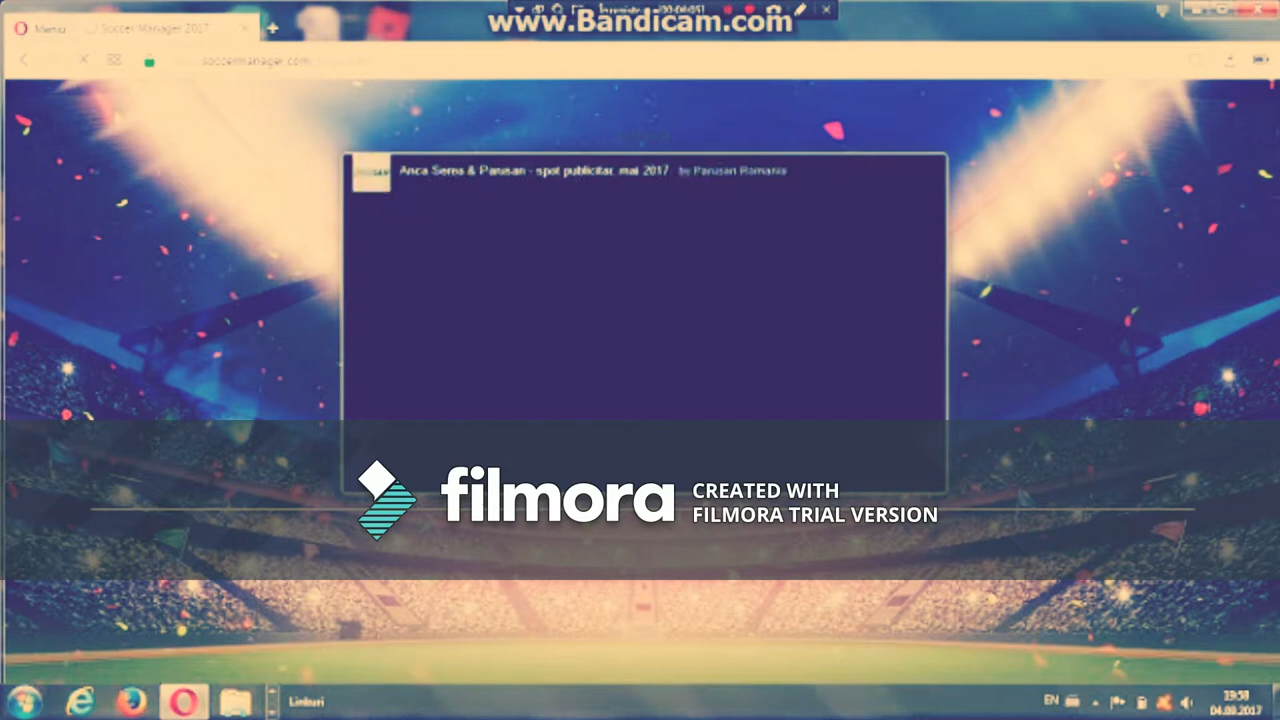 www.Bandicam.com
Meniu
Soccer Manager 2017
soccermanager.com
Anca Serea & Parusan - spot publicitar, mai 2017 by Parusan Romania
filmora
CREATED WITH
FILMORA TRIAL VERSION
Linkuri
EN
19:58
04.09.2017